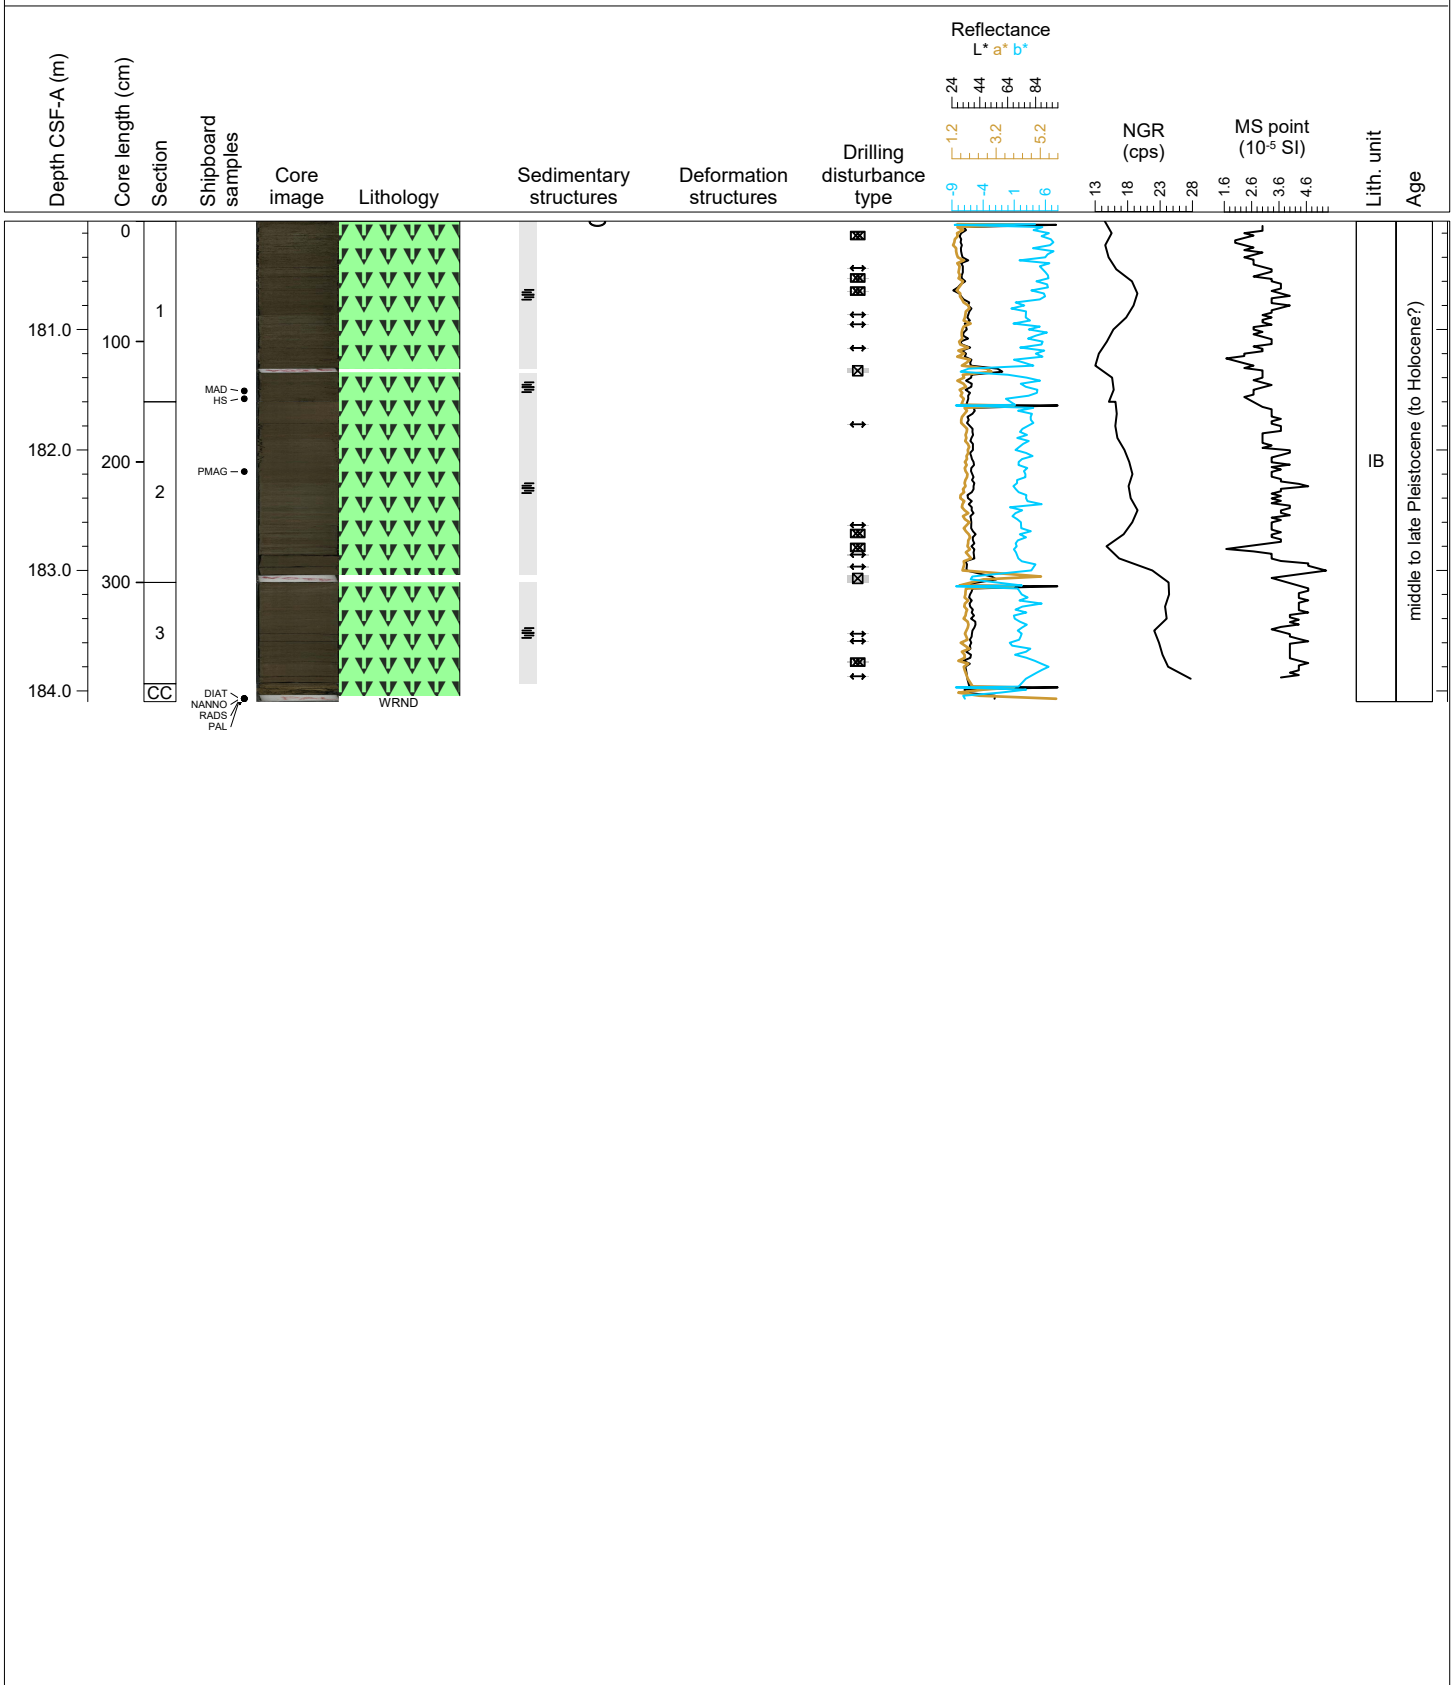 Reflectance
L* a* b*
24 44 64 84
1.2 3.2 5.2
-9 -4 1 6
Depth CSF-A (m)
Core length (cm)
Section
Shipboard
samples
Core
image
Lithology
Sedimentary
structures
Deformation
structures
Drilling
disturbance
type
NGR
(cps)
13 18 23 28
MS point
(10-5 SI)
1.6 2.6 3.6 4.6
Lith. unit
Age
0
1
181.0
100
MAD
HS
182.0
200
PMAG
2
IB
middle to late Pleistocene (to Holocene?)
183.0
300
3
184.0
CC
DIAT
NANNO
RADS
PAL
WRND